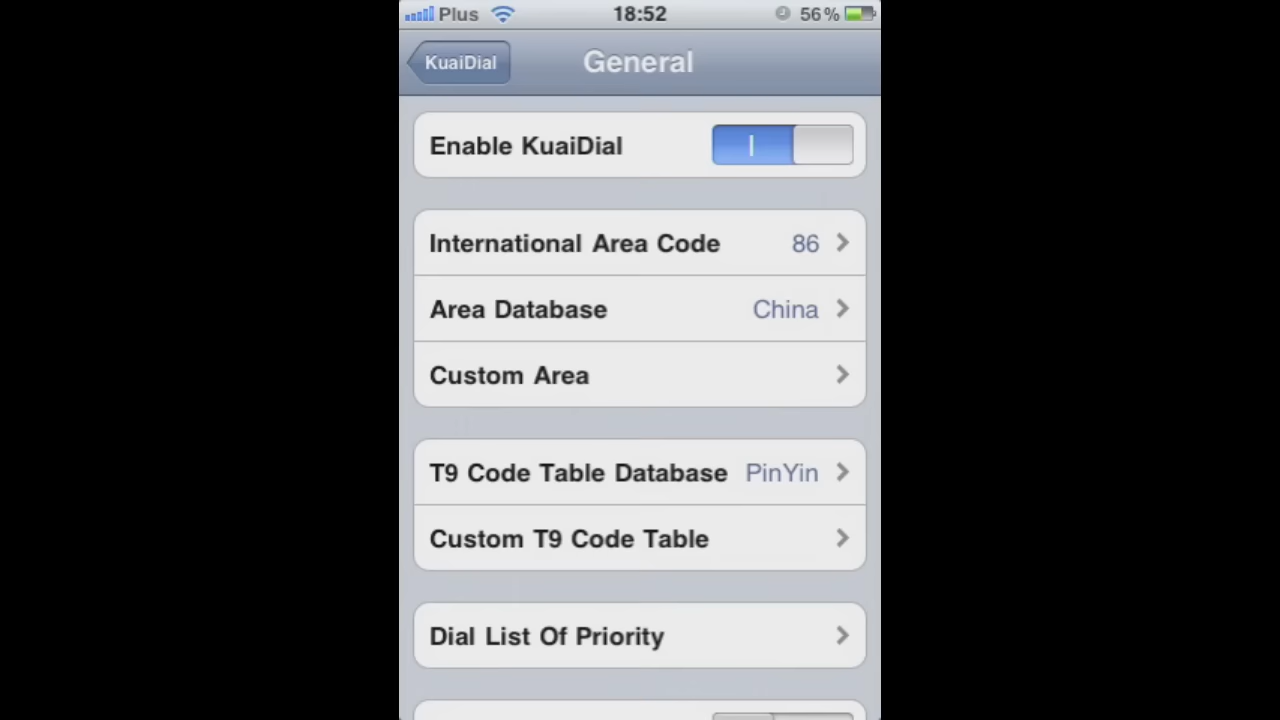 Plus 18:52 56%
KuaiDial General
Enable KuaiDial
International Area Code 86
Area Database China
Custom Area
T9 Code Table Database PinYin
Custom T9 Code Table
Dial List Of Priority